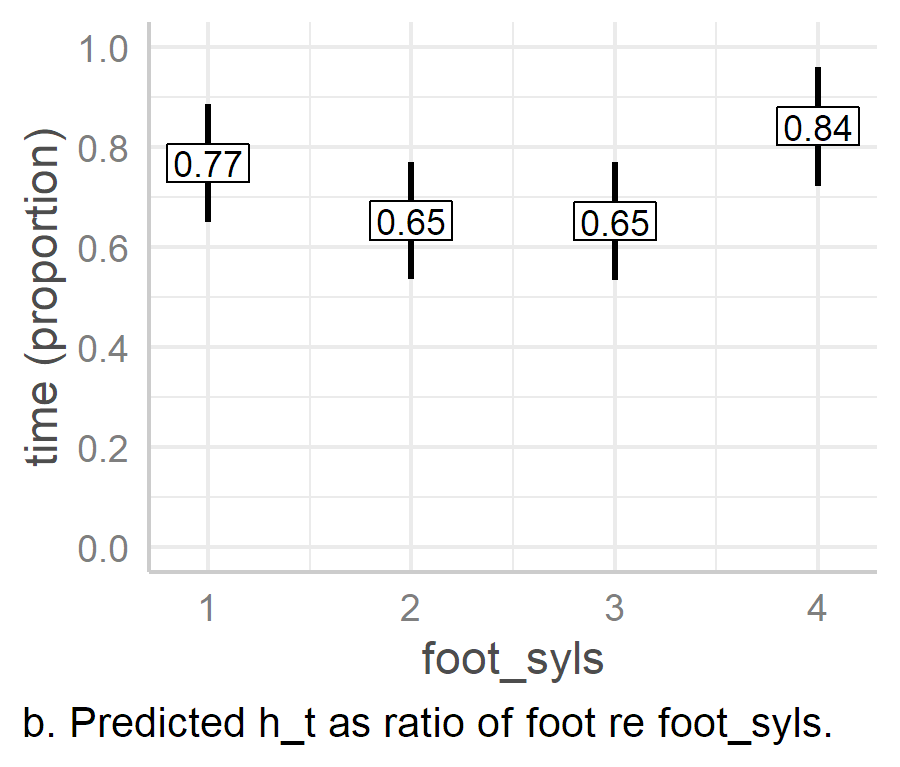 1.0
0.8
0.6
0.4
0.2
0.0
time (proportion)
0.77
0.65
0.65
0.84
1 2 3 4
foot_syls
b. Predicted h_t as ratio of foot re foot_syls.